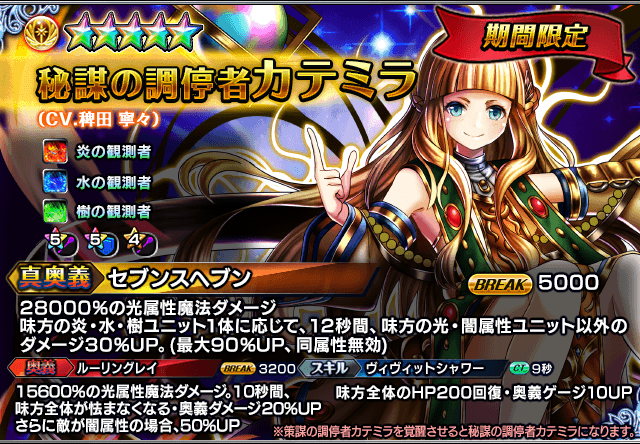 期間限定
秘謀の調停者カテミラ
(CV.稗田 寧々)
炎の観測者
水の観測者
樹の観測者
5 5 4
真奥義 セブンスヘブン BREAK 5000
28000%の光属性魔法ダメージ
味方の炎・水・樹ユニット1体に応じて、12秒間、味方の光・闇属性ユニット以外の
ダメージ30%UP。(最大90%UP、同属性無効)
奥義 ルーリングレイ BREAK 3200 スキル ヴィヴィットシャワー CT 9秒
15600%の光属性魔法ダメージ。10秒間、 味方全体のHP200回復・奥義ゲージ10UP
味方全体が怯まなくなる・奥義ダメージ20%UP
さらに敵が闇属性の場合、50%UP
※策謀の調停者カテミラを覚醒させると秘謀の調停者カテミラになります。